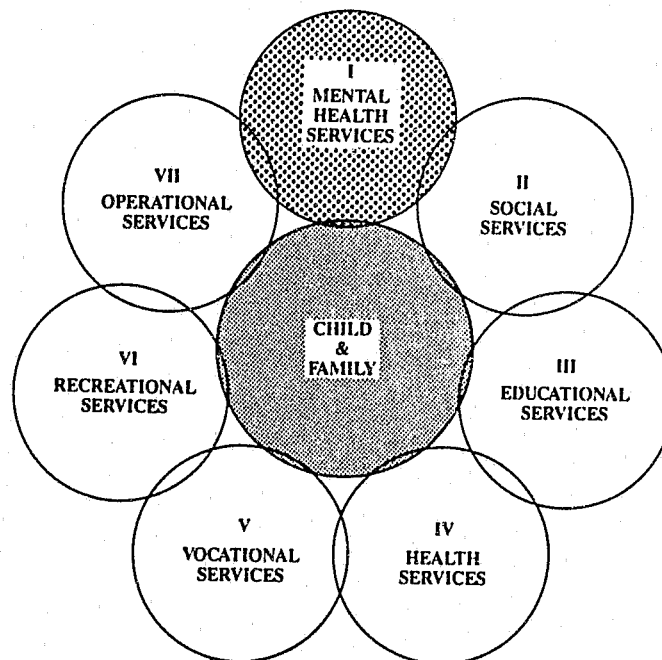 I
MENTAL
HEALTH
SERVICES
II
SOCIAL
SERVICES
III
EDUCATIONAL
SERVICES
IV
HEALTH
SERVICES
V
VOCATIONAL
SERVICES
VI
RECREATIONAL
SERVICES
VII
OPERATIONAL
SERVICES
CHILD
&
FAMILY